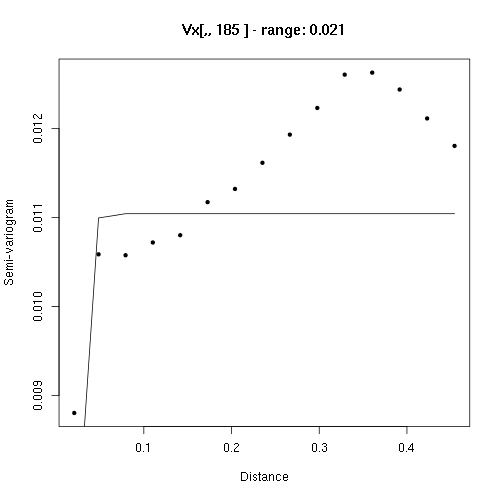 Vx[,, 185 ] - range: 0.021
Semi-variogram
0.012
0.011
0.010
0.009
0.1 0.2 0.3 0.4
Distance